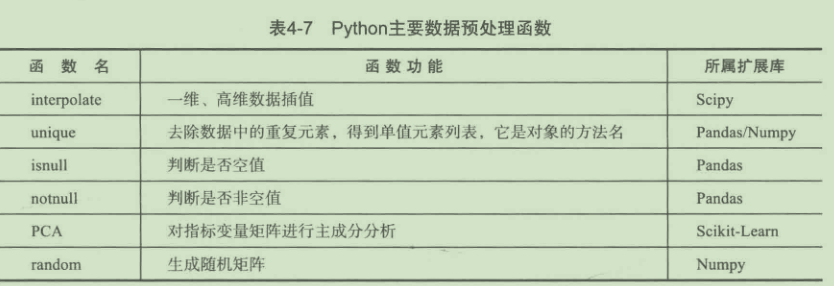 表4-7 Python主要数据预处理函数
函 数 名 函 数 功 能 所属扩展库
interpolate 一维、高维数据插值 Scipy
unique 去除数据中的重复元素，得到单值元素列表，它是对象的方法名 Pandas/Numpy
isnull 判断是否空值 Pandas
notnull 判断是否非空值 Pandas
PCA 对指标变量矩阵进行主成分分析 Scikit-Learn
random 生成随机矩阵 Numpy